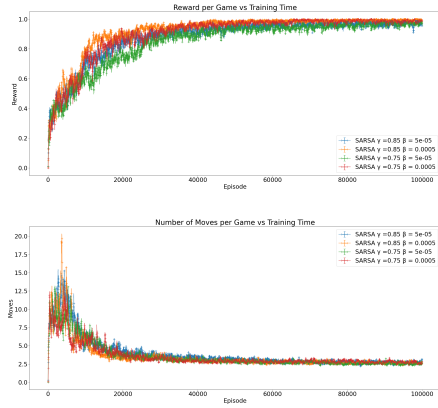 Reward per Game vs Training Time
1.0
0.8
0.6
0.4
0.2
0.0
Reward
SARSA γ =0.85 β = 5e-05
SARSA γ =0.85 β = 0.0005
SARSA γ =0.75 β = 5e-05
SARSA γ =0.75 β = 0.0005
0 20000 40000 60000 80000 100000
Episode
Number of Moves per Game vs Training Time
20.0
17.5
15.0
12.5
10.0
7.5
5.0
2.5
0.0
Moves
SARSA γ =0.85 β = 5e-05
SARSA γ =0.85 β = 0.0005
SARSA γ =0.75 β = 5e-05
SARSA γ =0.75 β = 0.0005
0 20000 40000 60000 80000 100000
Episode